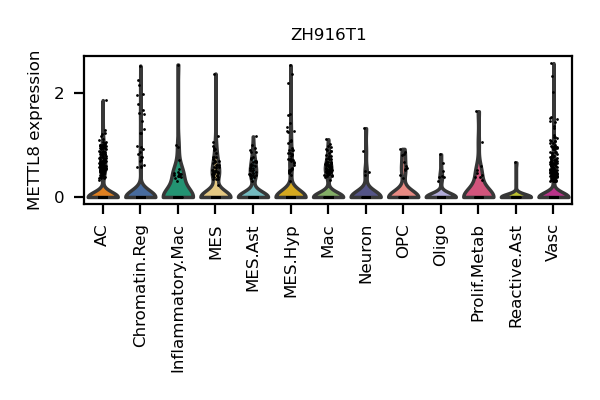 ZH916T1
METTL8 expression
2
0
AC
Chromatin.Reg
Inflammatory.Mac
MES
MES.Ast
MES.Hyp
Mac
Neuron
OPC
Oligo
Prolif.Metab
Reactive.Ast
Vasc